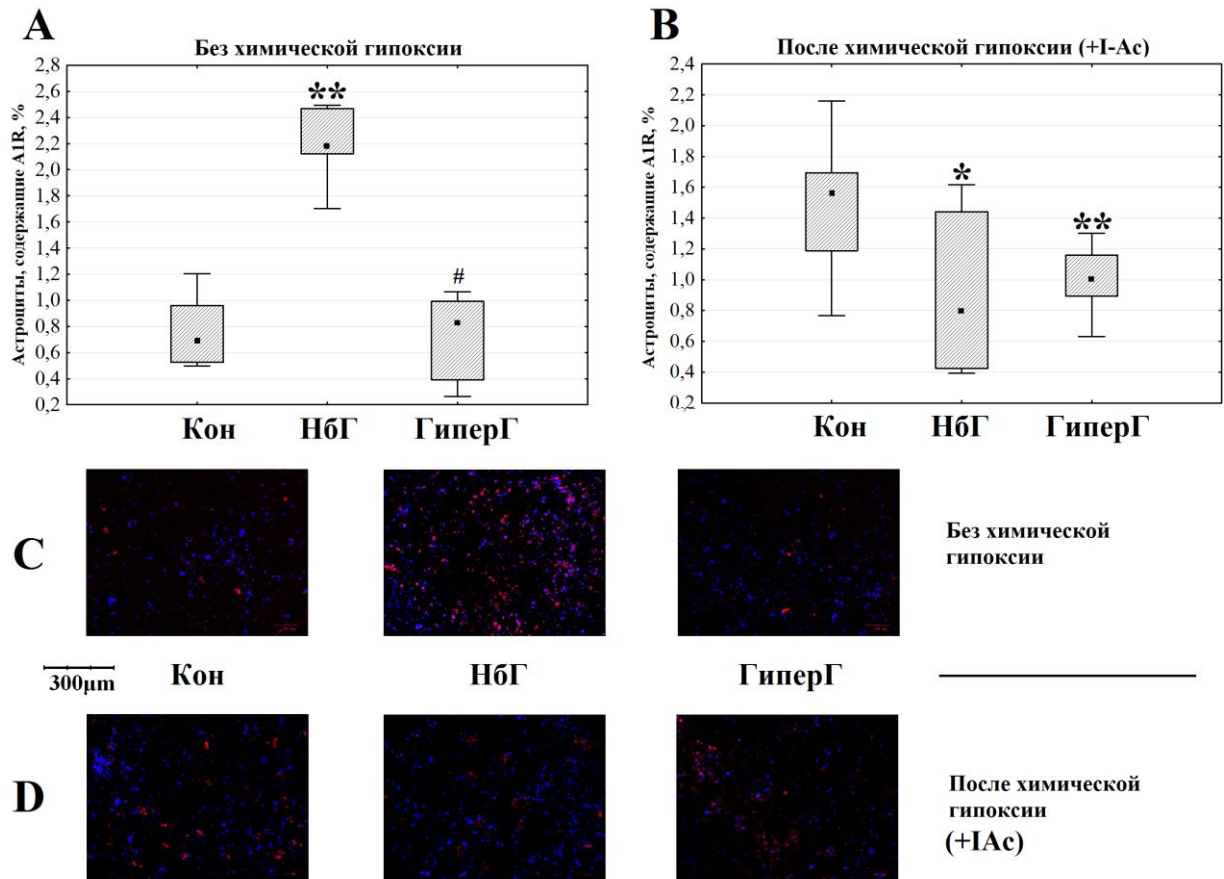 A
Без химической гипоксии
Астроциты, содержащие A1R, %
2,8
2,6
2,4
2,2
2,0
1,8
1,6
1,4
1,2
1,0
0,8
0,6
0,4
0,2
**
#
Кон
НбГ
ГиперГ
B
После химической гипоксии (+I-Ac)
Астроциты, содержащие A1R, %
2,4
2,2
2,0
1,8
1,6
1,4
1,2
1,0
0,8
0,6
0,4
0,2
*
**
Кон
НбГ
ГиперГ
C
Без химической
гипоксии
300μm
Кон
НбГ
ГиперГ
D
После химической
гипоксии
(+IAc)